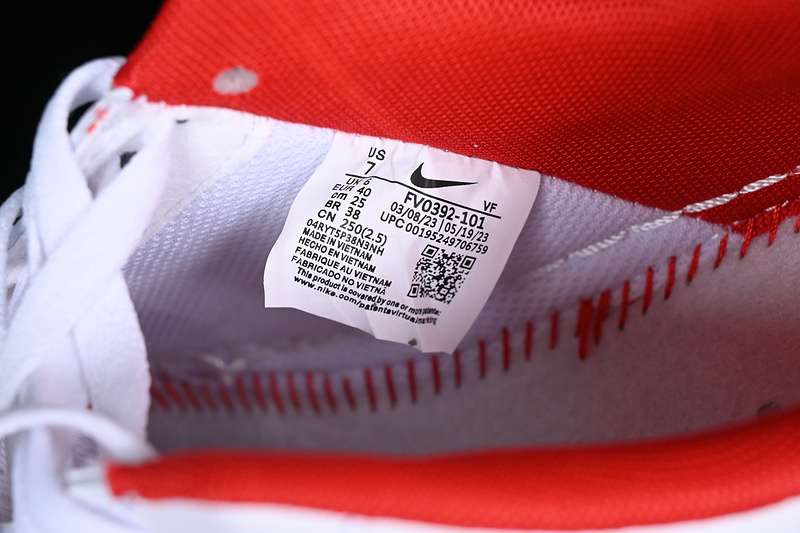 US 7
UK 6
EUR 40
cm 25
BR 38
CN 250(2.5)
FV0392-101 VF
03/08/23 | 05/19/23
UPC 00195249706759
04RYT5P38N3NH
MADE IN VIETNAM
HECHO EN VIETNAM
FABRIQUE AU VIETNAM
FABRICADO NO VIETNÃ
This product is covered by one or more patents:
www.nike.com/patentsvirtualmarking